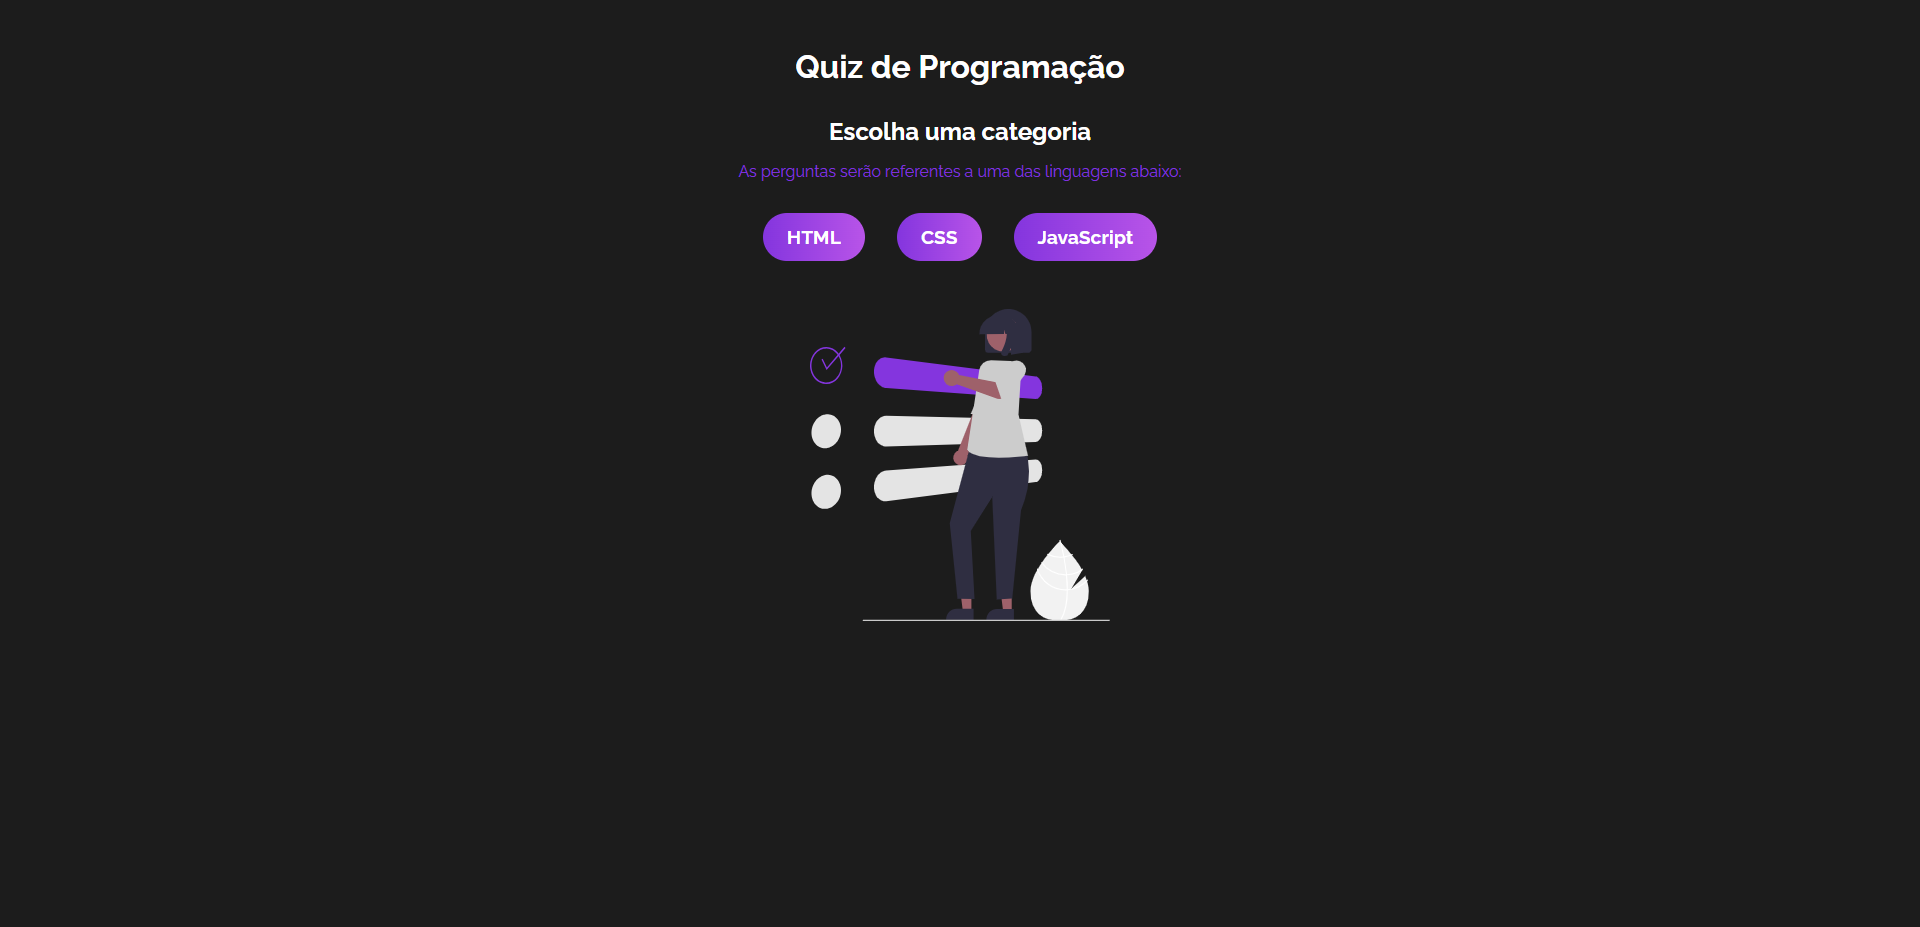 Quiz de Programação
Escolha uma categoria
As perguntas serão referentes a uma das linguagens abaixo:
HTML CSS JavaScript